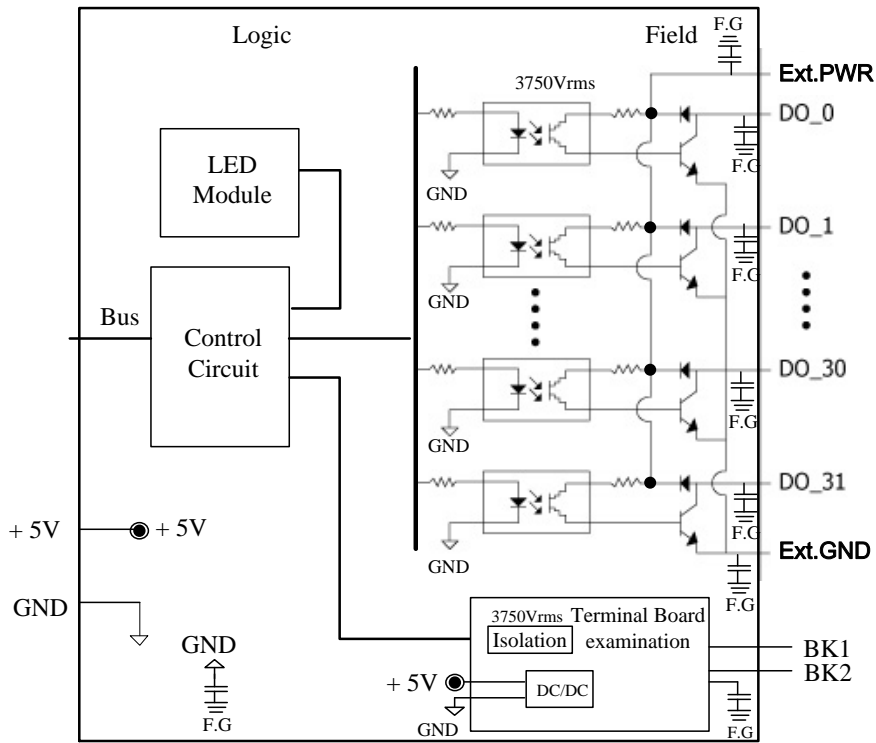 Logic
Field
F.G
Ext.PWR
3750Vrms
DO_0
F.G
GND
LED
Module
DO_1
F.G
GND
Bus
Control
Circuit
DO_30
F.G
GND
DO_31
F.G
+ 5V
+ 5V
GND
Ext.GND
F.G
GND
3750Vrms
Isolation
Terminal Board
examination
BK1
BK2
GND
F.G
+ 5V
DC/DC
GND
F.G